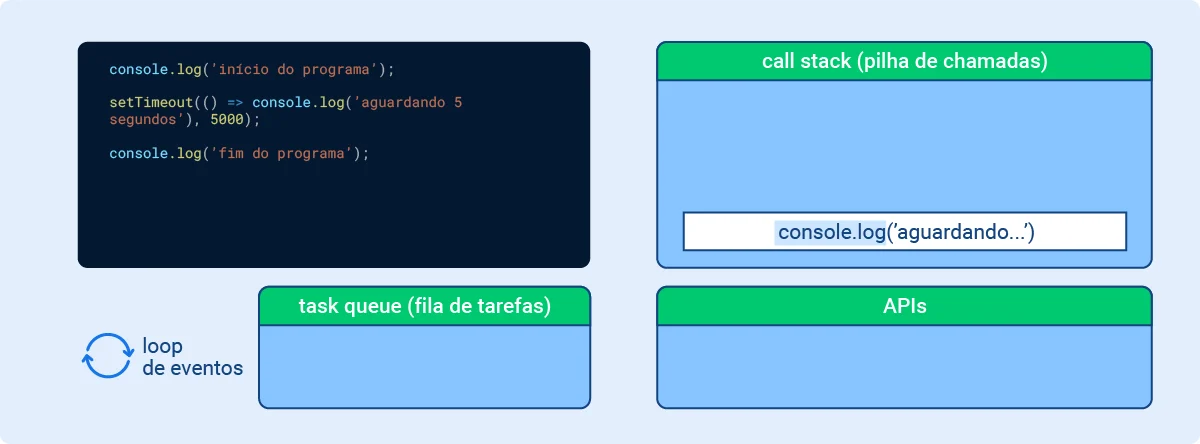 console.log('início do programa');
setTimeout(() => console.log('aguardando 5
segundos'), 5000);
console.log('fim do programa');
call stack (pilha de chamadas)
console.log('aguardando...')
loop
de eventos
task queue (fila de tarefas)
APIs